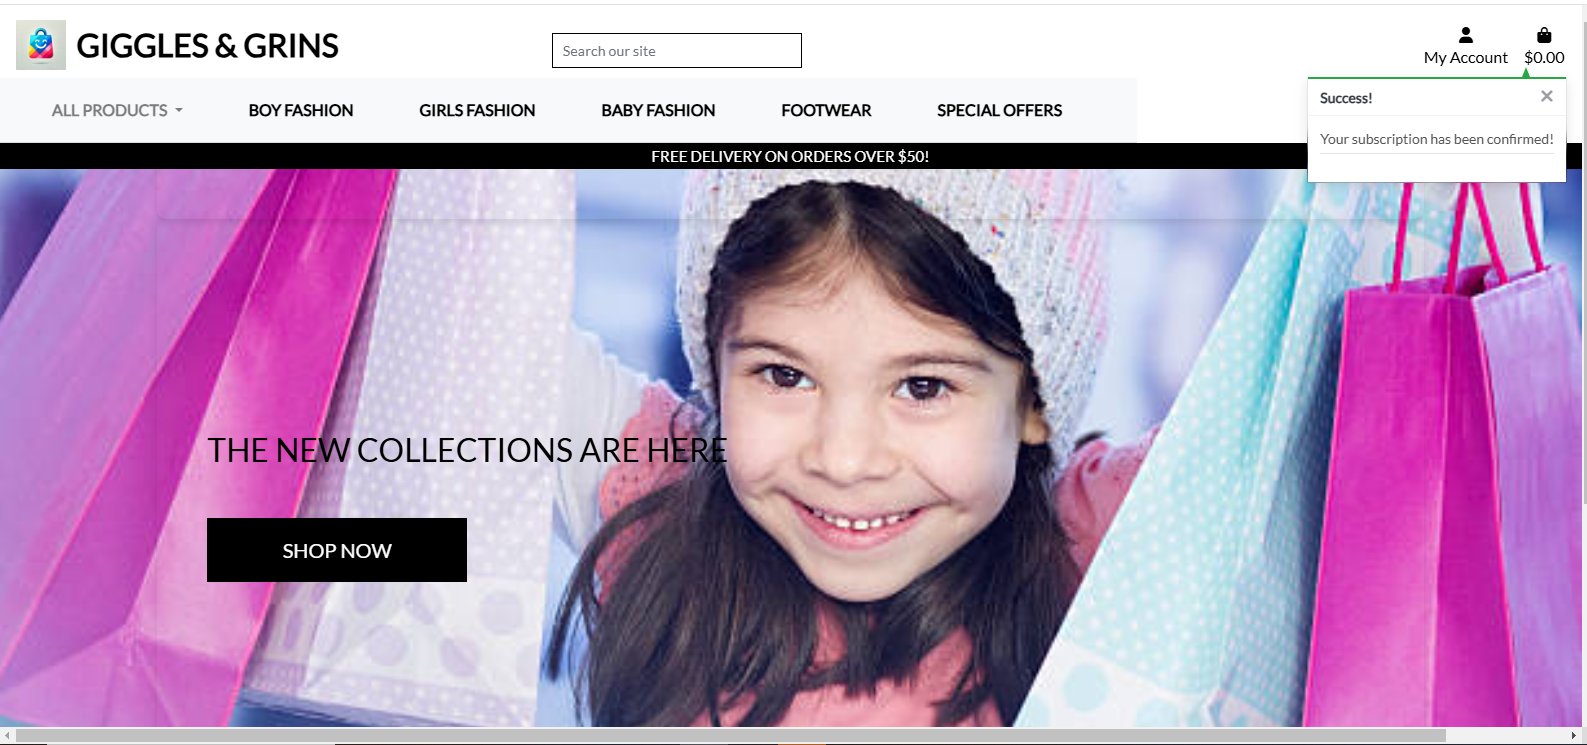 GIGGLES & GRINS
Search our site
My Account
$0.00
ALL PRODUCTS
BOY FASHION
GIRLS FASHION
BABY FASHION
FOOTWEAR
SPECIAL OFFERS
Success!
×
Your subscription has been confirmed!
FREE DELIVERY ON ORDERS OVER $50!
THE NEW COLLECTIONS ARE HERE
SHOP NOW